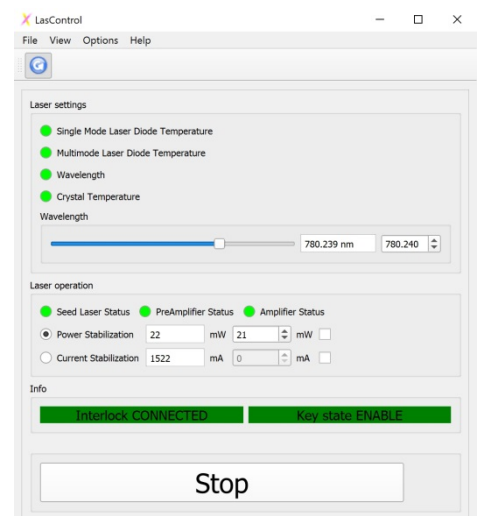 LasControl
File View Options Help
Laser settings
Single Mode Laser Diode Temperature
Multimode Laser Diode Temperature
Wavelength
Crystal Temperature
Wavelength
780.239 nm 780.240
Laser operation
Seed Laser Status PreAmplifier Status Amplifier Status
Power Stabilization 22 mW 21 mW
Current Stabilization 1522 mA 0 mA
Info
Interlock CONNECTED Key state ENABLE
Stop